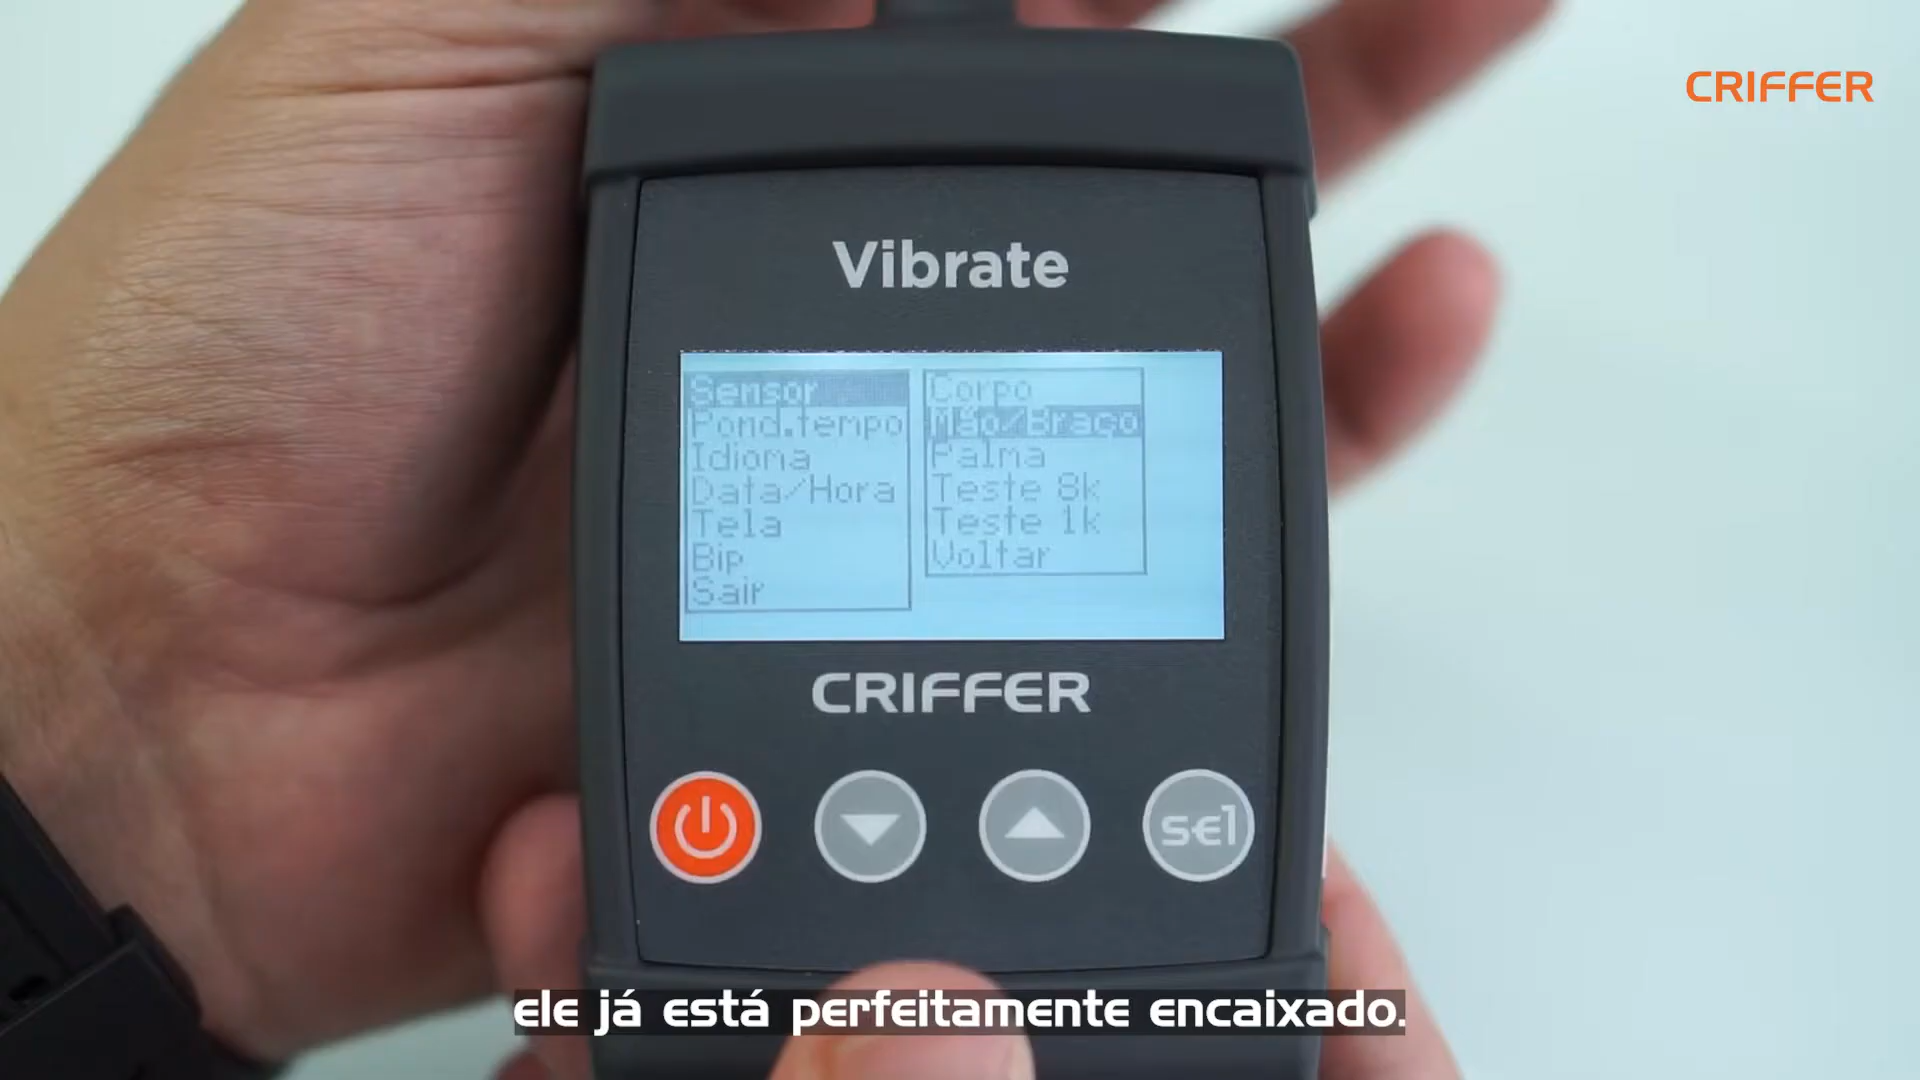 CRIFFER
Vibrate
Sensor
Pond.tempo
Idioma
Data/Hora
Tela
Bip
Sair
Corpo
Mão/Braço
Palma
Teste 8k
Teste 1k
Voltar
CRIFFER
sel
ele já está perfeitamente encaixado.